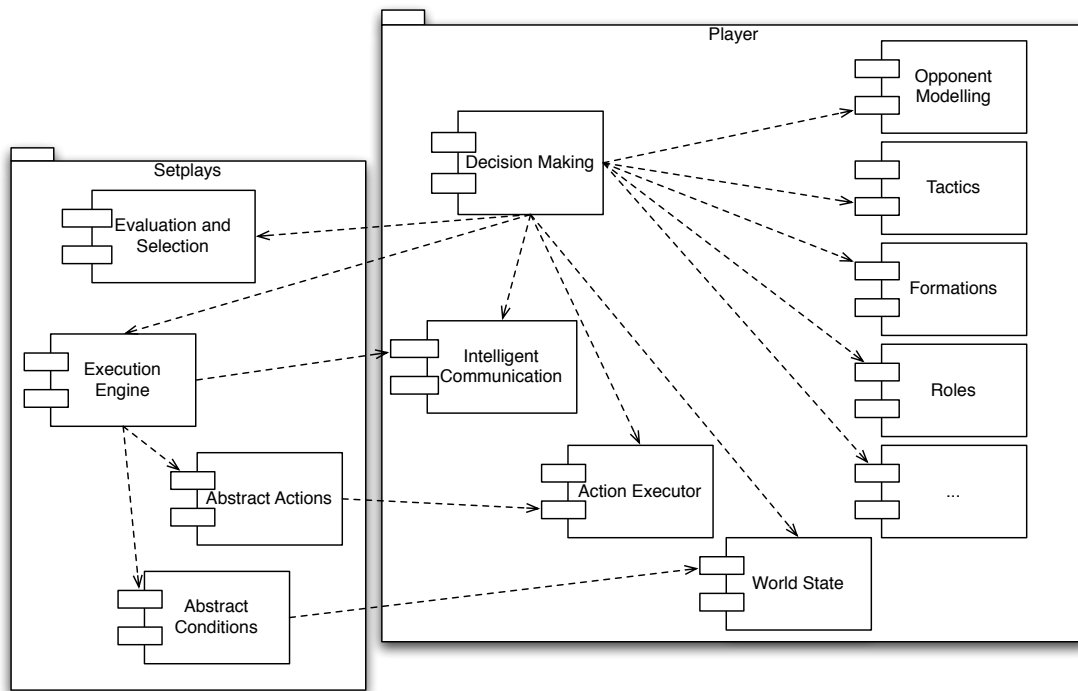 Player
Opponent
Modelling
Decision Making
Tactics
Formations
Intelligent
Communication
Roles
Action Executor
...
World State
Setplays
Evaluation and
Selection
Execution
Engine
Abstract Actions
Abstract
Conditions